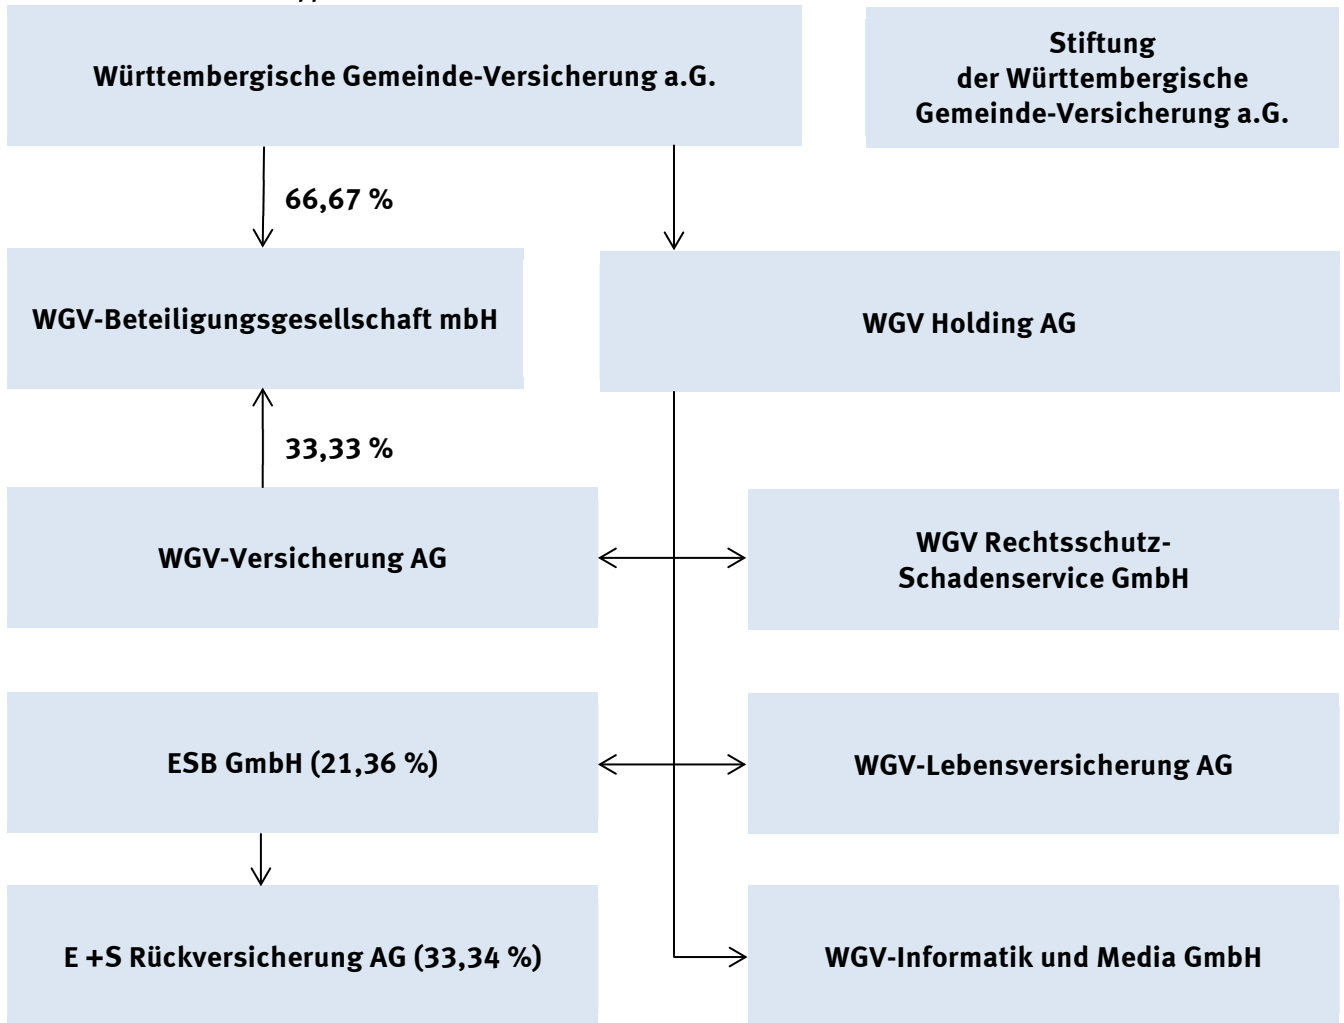 Württembergische Gemeinde-Versicherung a.G.
Stiftung
der Württembergische
Gemeinde-Versicherung a.G.
66,67 %
WGV-Beteiligungsgesellschaft mbH
WGV Holding AG
33,33 %
WGV-Versicherung AG
WGV Rechtsschutz-
Schadenservice GmbH
ESB GmbH (21,36 %)
WGV-Lebensversicherung AG
E +S Rückversicherung AG (33,34 %)
WGV-Informatik und Media GmbH